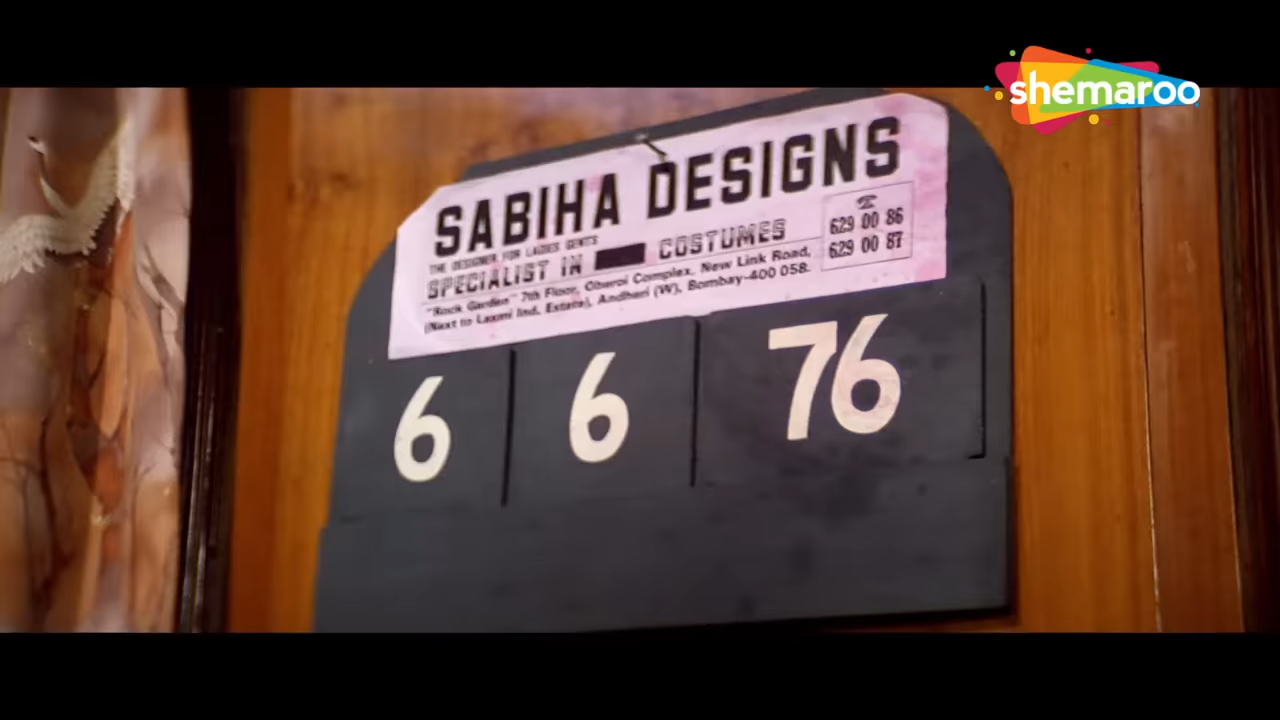 shemaroo
SABIHA DESIGNS
THE DESIGNER FOR LADIES GENTS
SPECIALIST IN COSTUMES
629 00 86
629 00 87
"Rock Garden" 7th Floor, Oberoi Complex, New Link Road,
(Next to Laxmi Ind. Estate), Andheri (W), Bombay-400 058.
6 6 76